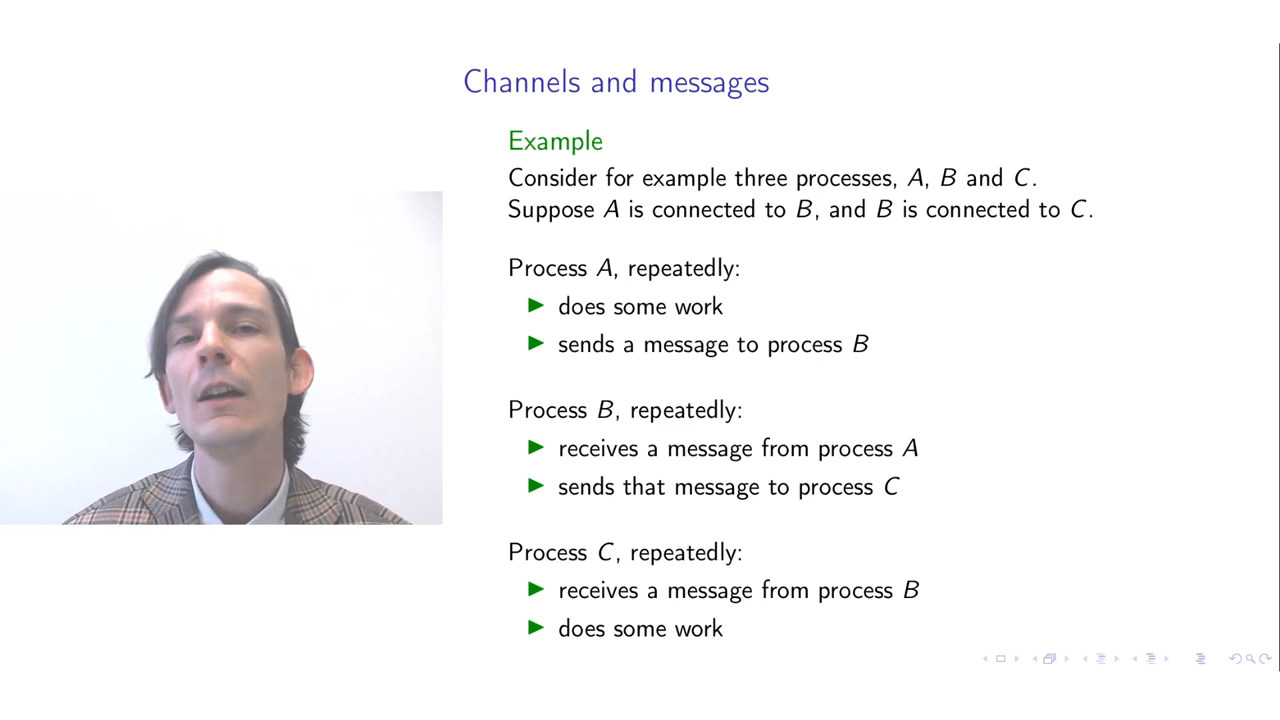 Channels and messages
Example
Consider for example three processes, A, B and C.
Suppose A is connected to B, and B is connected to C.
Process A, repeatedly:
▶ does some work
▶ sends a message to process B
Process B, repeatedly:
▶ receives a message from process A
▶ sends that message to process C
Process C, repeatedly:
▶ receives a message from process B
▶ does some work